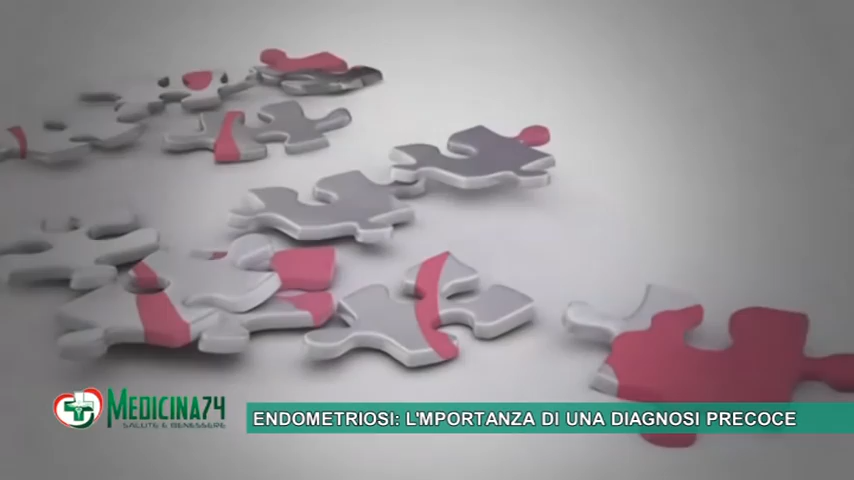 MEDICINA74
SALUTE E BENESSERE
ENDOMETRIOSI: L'MPORTANZA DI UNA DIAGNOSI PRECOCE